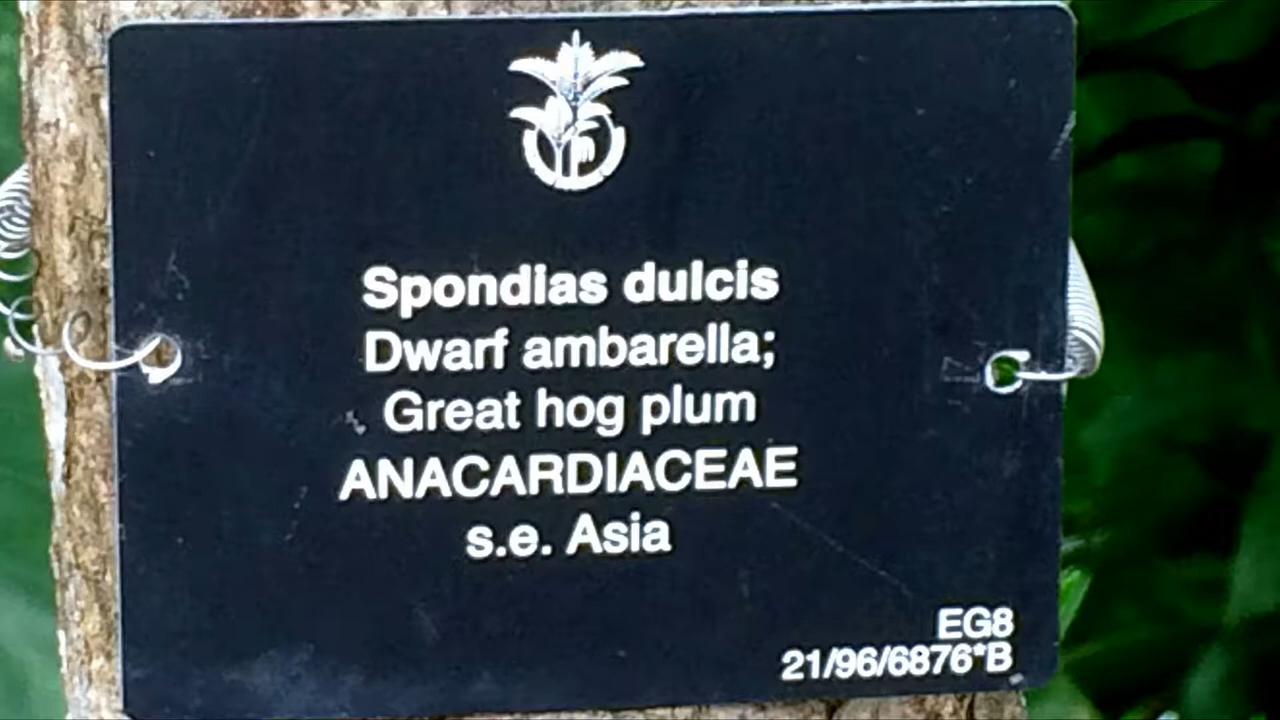 Spondias dulcis
Dwarf ambarella;
Great hog plum
ANACARDIACEAE
s.e. Asia
EG8
21/96/6876*B